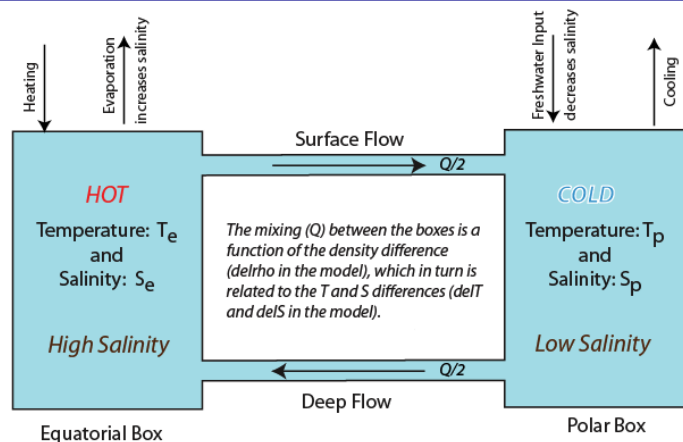 Heating
Evaporation
increases salinity
Freshwater Input
decreases salinity
Cooling
Surface Flow
Q/2
HOT
Temperature: Te
and
Salinity: Se
High Salinity
The mixing (Q) between the boxes is a
function of the density difference
(delrho in the model), which in turn is
related to the T and S differences (delT
and delS in the model).
COLD
Temperature: Tp
and
Salinity: Sp
Low Salinity
Q/2
Deep Flow
Equatorial Box
Polar Box